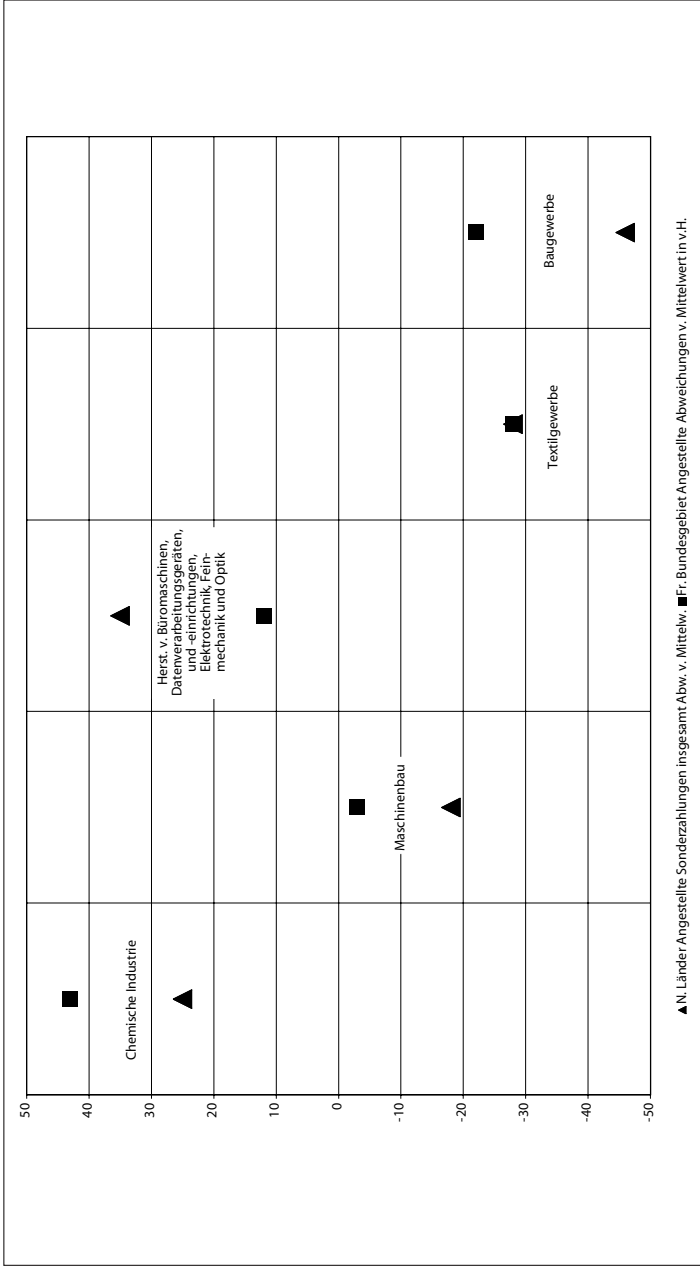 50
40
30
20
10
0
-10
-20
-30
-40
-50
Chemische Industrie
Maschinenbau
Herst. v. Büromaschinen,
Datenverarbeitungsgeräten,
und -einrichtungen,
Elektrotechnik, Fein-
mechanik und Optik
Textilgewerbe
Baugewerbe
▲N. Länder Angestellte Sonderzahlungen insgesamt Abw. v. Mittelw. ■Fr. Bundesgebiet Angestellte Abweichungen v. Mittelwert in v.H.